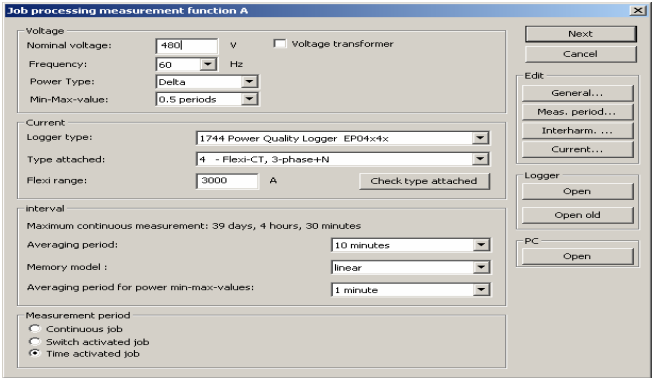 Job processing measurement function A
Voltage
Nominal voltage: 480 V Voltage transformer
Frequency: 60 Hz
Power Type: Delta
Min-Max-value: 0.5 periods
Current
Logger type: 1744 Power Quality Logger EP04x4x
Type attached: 4 - Flexi-CT, 3-phase+N
Flexi range: 3000 A Check type attached
interval
Maximum continuous measurement: 39 days, 4 hours, 30 minutes
Averaging period: 10 minutes
Memory model : linear
Averaging period for power min-max-values: 1 minute
Measurement period
Continuous job
Switch activated job
Time activated job
Next
Cancel
Edit
General...
Meas. period...
Interharm. ...
Current...
Logger
Open
Open old
PC
Open